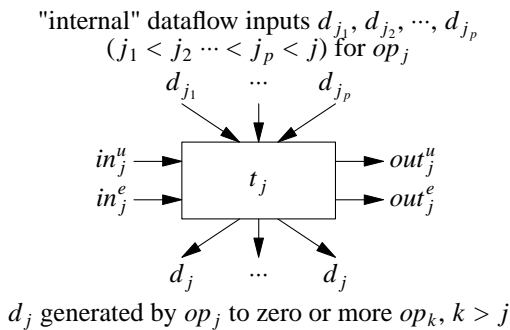 "internal" dataflow inputs d_{j_1}, d_{j_2}, ···, d_{j_p}
(j_1 < j_2 ··· < j_p < j) for op_j
d_{j_1} ··· d_{j_p}
in_j^u t_j out_j^u
in_j^e out_j^e
d_j ··· d_j
d_j generated by op_j to zero or more op_k, k > j